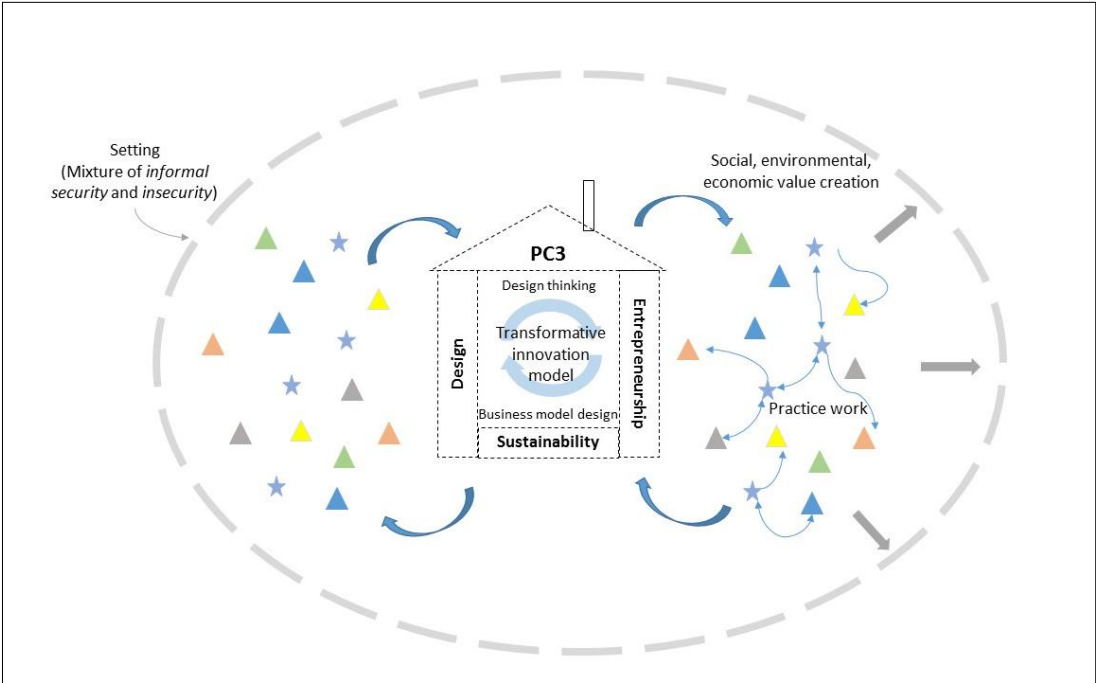 Setting
(Mixture of informal
security and insecurity)
Social, environmental,
economic value creation
PC3
Design thinking
Design
Transformative
innovation
model
Entrepreneurship
Business model design
Sustainability
Practice work